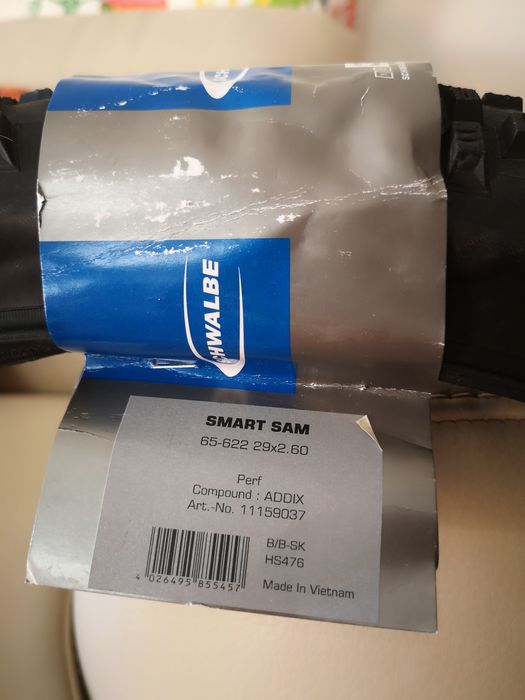 SCHWALBE
SMART SAM
65-622 29x2.60
Perf
Compound : ADDIX
Art.-No. 11159037
B/B-SK
HS476
4 026495 855457
Made In Vietnam